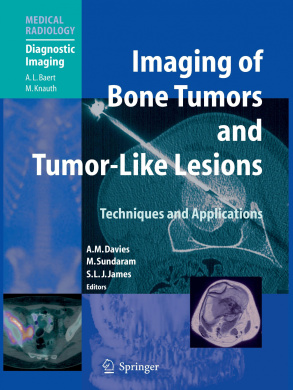 MEDICAL
RADIOLOGY
Diagnostic
Imaging
A. L. Baert
M. Knauth
Imaging of
Bone Tumors
and
Tumor-Like Lesions
Techniques and Applications
A. M. Davies
M. Sundaram
S. L. J. James
Editors
Springer